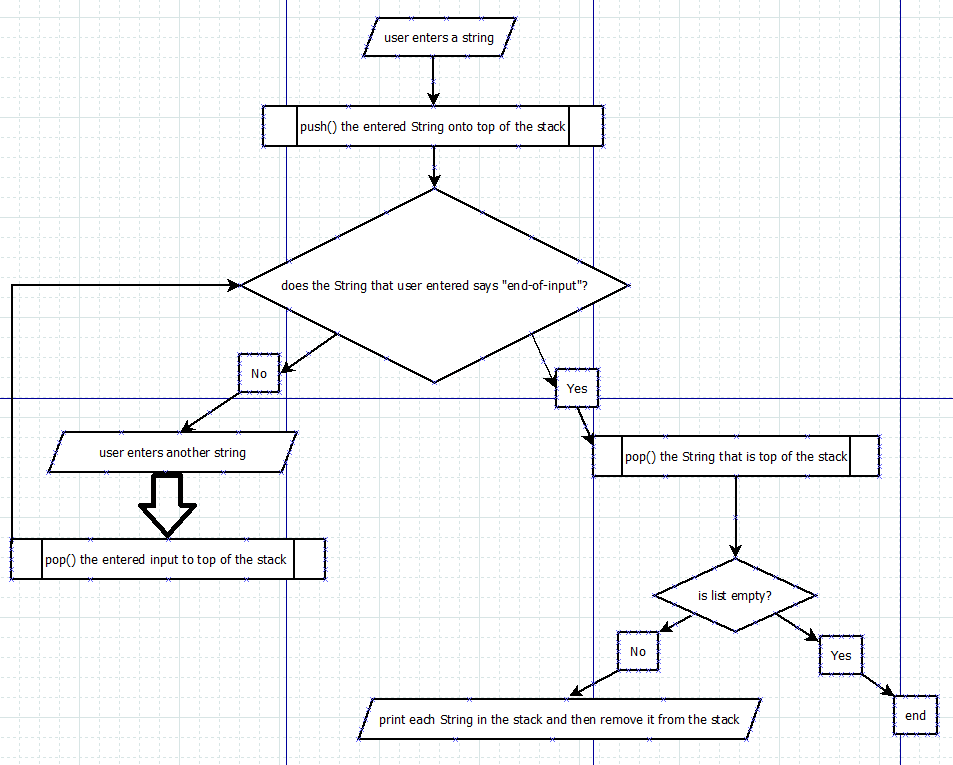 user enters a string
push() the entered String onto top of the stack
does the String that user entered says "end-of-input"?
No
Yes
user enters another string
pop() the String that is top of the stack
pop() the entered input to top of the stack
is list empty?
No
Yes
print each String in the stack and then remove it from the stack
end